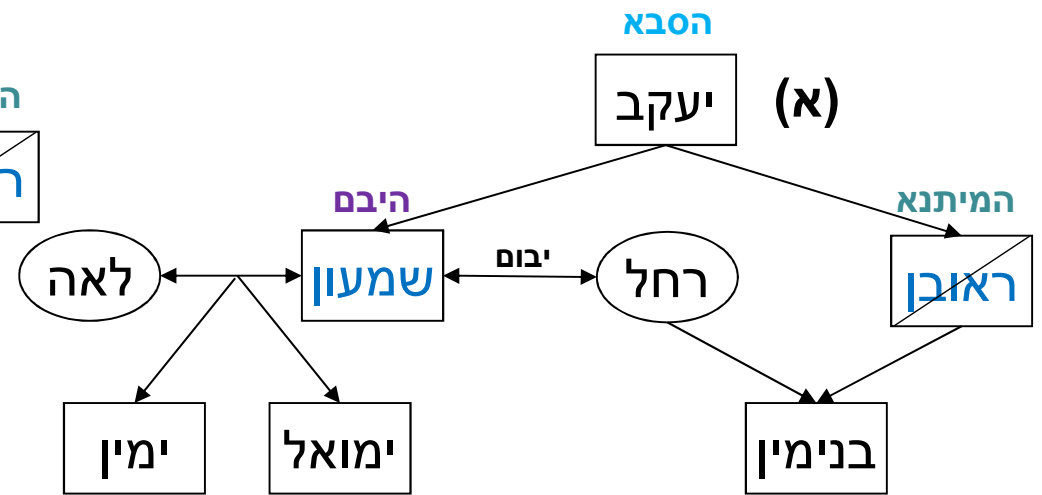 הסבא
יעקב
(א)
המיתנא
היבם
ראובן
רחל
יבום
שמעון
לאה
בנימין
ימואל
ימין